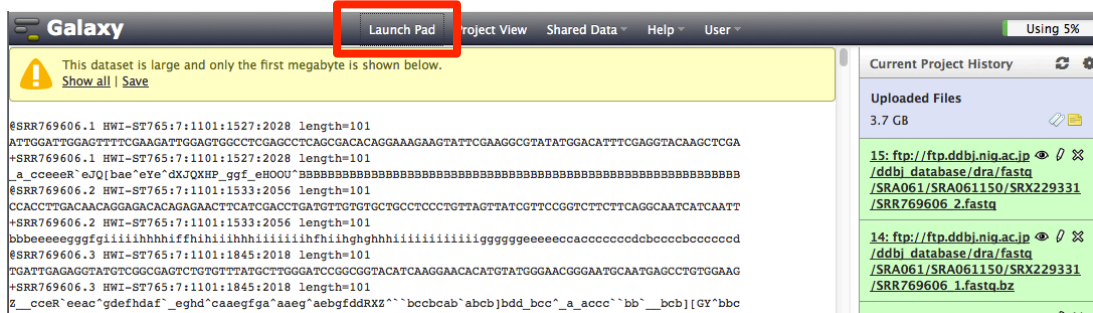 Galaxy
Launch Pad
Project View
Shared Data
Help
User
Using 5%
This dataset is large and only the first megabyte is shown below.
Show all | Save
@SRR769606.1 HWI-ST765:7:1101:1527:2028 length=101
ATTGGATTGGAGTTTTCGAAGATTGGAGTGGCCTCGAGCCTCAGCGACACAGGAAAGAAGTATTCGAAGGCGTATATGGACATTTCGAGGTACAAGCTCGA
+SRR769606.1 HWI-ST765:7:1101:1527:2028 length=101
@SRR769606.2 HWI-ST765:7:1101:1533:2056 length=101
CCACCTTGACAACAGGAGACACAGAGAACTTCATCGACCTGATGTTGTGTGCTGCCTCCCTGTTAGTTATCGTTCCGGTCTTCTTCAGGCAATCATCAATT
+SRR769606.2 HWI-ST765:7:1101:1533:2056 length=101
@SRR769606.3 HWI-ST765:7:1101:1845:2018 length=101
TGATTGAGAGGTATGTCGGCGAGTCTGTGTTTATGCTTGGGATCCGGCGGTACATCAAGGAACACATGTATGGGAACGGGAATGCAATGAGCCTGTGGAAG
+SRR769606.3 HWI-ST765:7:1101:1845:2018 length=101
Current Project History
Uploaded Files
3.7 GB
15: ftp://ftp.ddbj.nig.ac.jp
/ddbj_database/dra/fastq
/SRA061/SRA061150/SRX229331
/SRR769606_2.fastq
14: ftp://ftp.ddbj.nig.ac.jp
/ddbj_database/dra/fastq
/SRA061/SRA061150/SRX229331
/SRR769606_1.fastq.bz